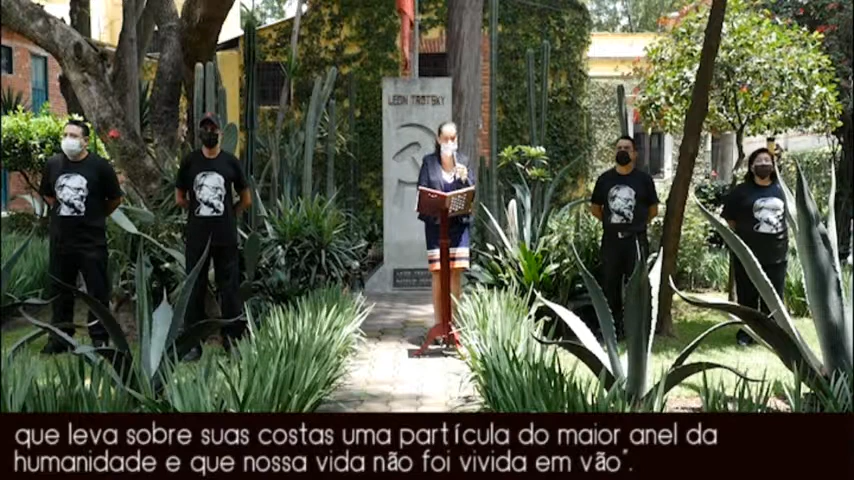 LEON TROTSKY
que leva sobre suas costas uma partícula do maior anel da
humanidade e que nossa vida não foi vivida em vão".